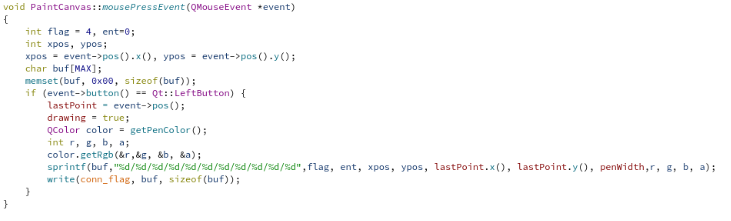 void PaintCanvas::mousePressEvent(QMouseEvent *event)
{
    int flag = 4, ent=0;
    int xpos, ypos;
    xpos = event->pos().x(), ypos = event->pos().y();
    char buf[MAX];
    memset(buf, 0x00, sizeof(buf));
    if (event->button() == Qt::LeftButton) {
        lastPoint = event->pos();
        drawing = true;
        QColor color = getPenColor();
        int r, g, b, a;
        color.getRgb(&r,&g, &b, &a);
        sprintf(buf,"%d/%d/%d/%d/%d/%d/%d/%d/%d/%d/%d",flag, ent, xpos, ypos, lastPoint.x(), lastPoint.y(), penWidth,r, g, b, a);
        write(conn_flag, buf, sizeof(buf));
    }
}